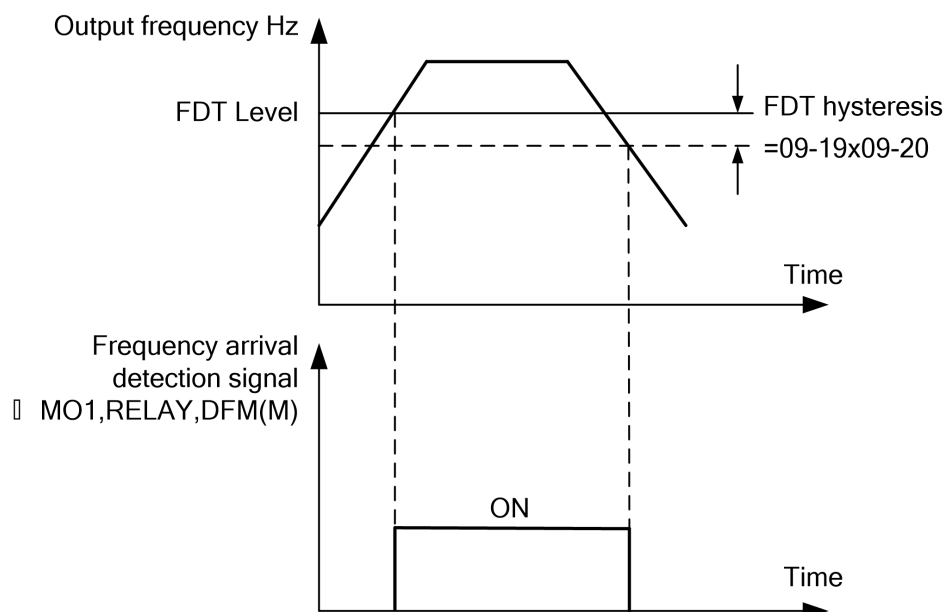 Output frequency Hz
FDT Level
FDT hysteresis
=09-19x09-20
Time
Frequency arrival
detection signal
MO1,RELAY,DFM(M)
ON
Time